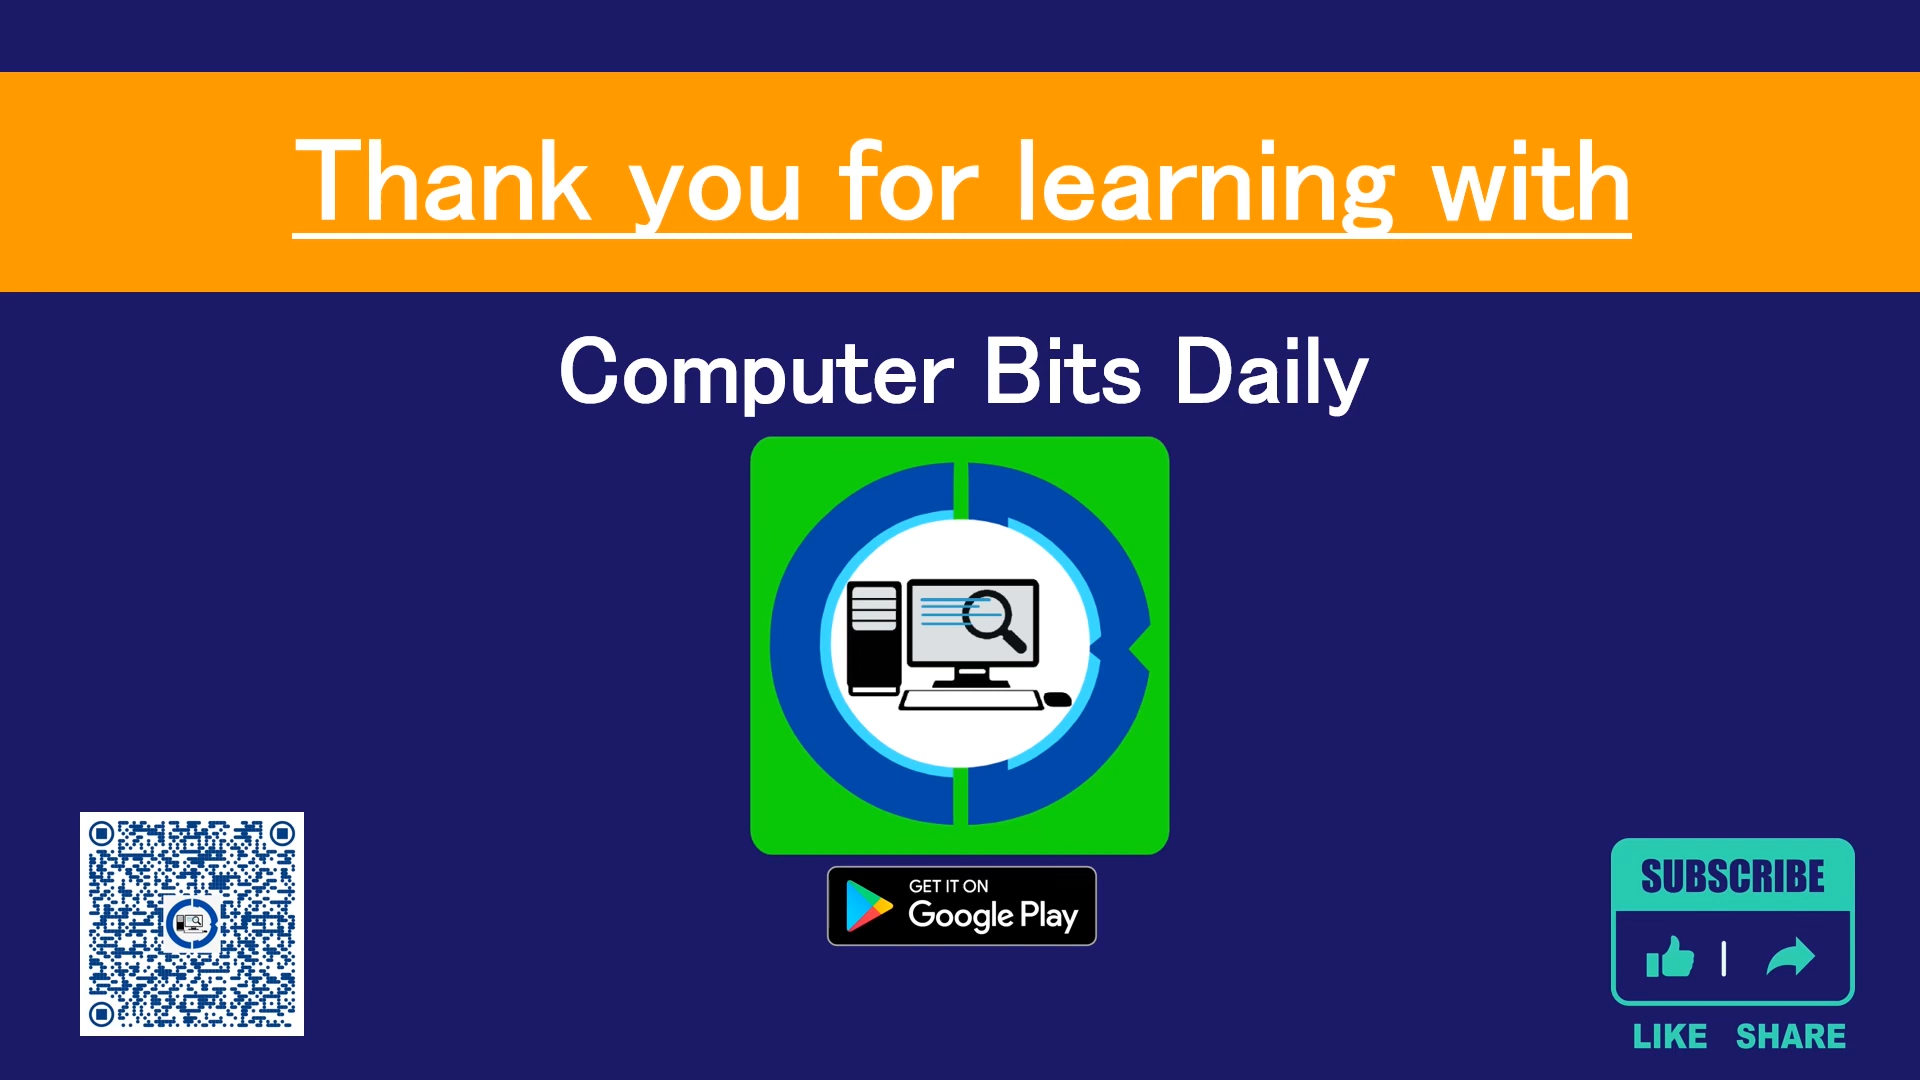 Thank you for learning with
Computer Bits Daily
GET IT ON
Google Play
SUBSCRIBE
LIKE SHARE